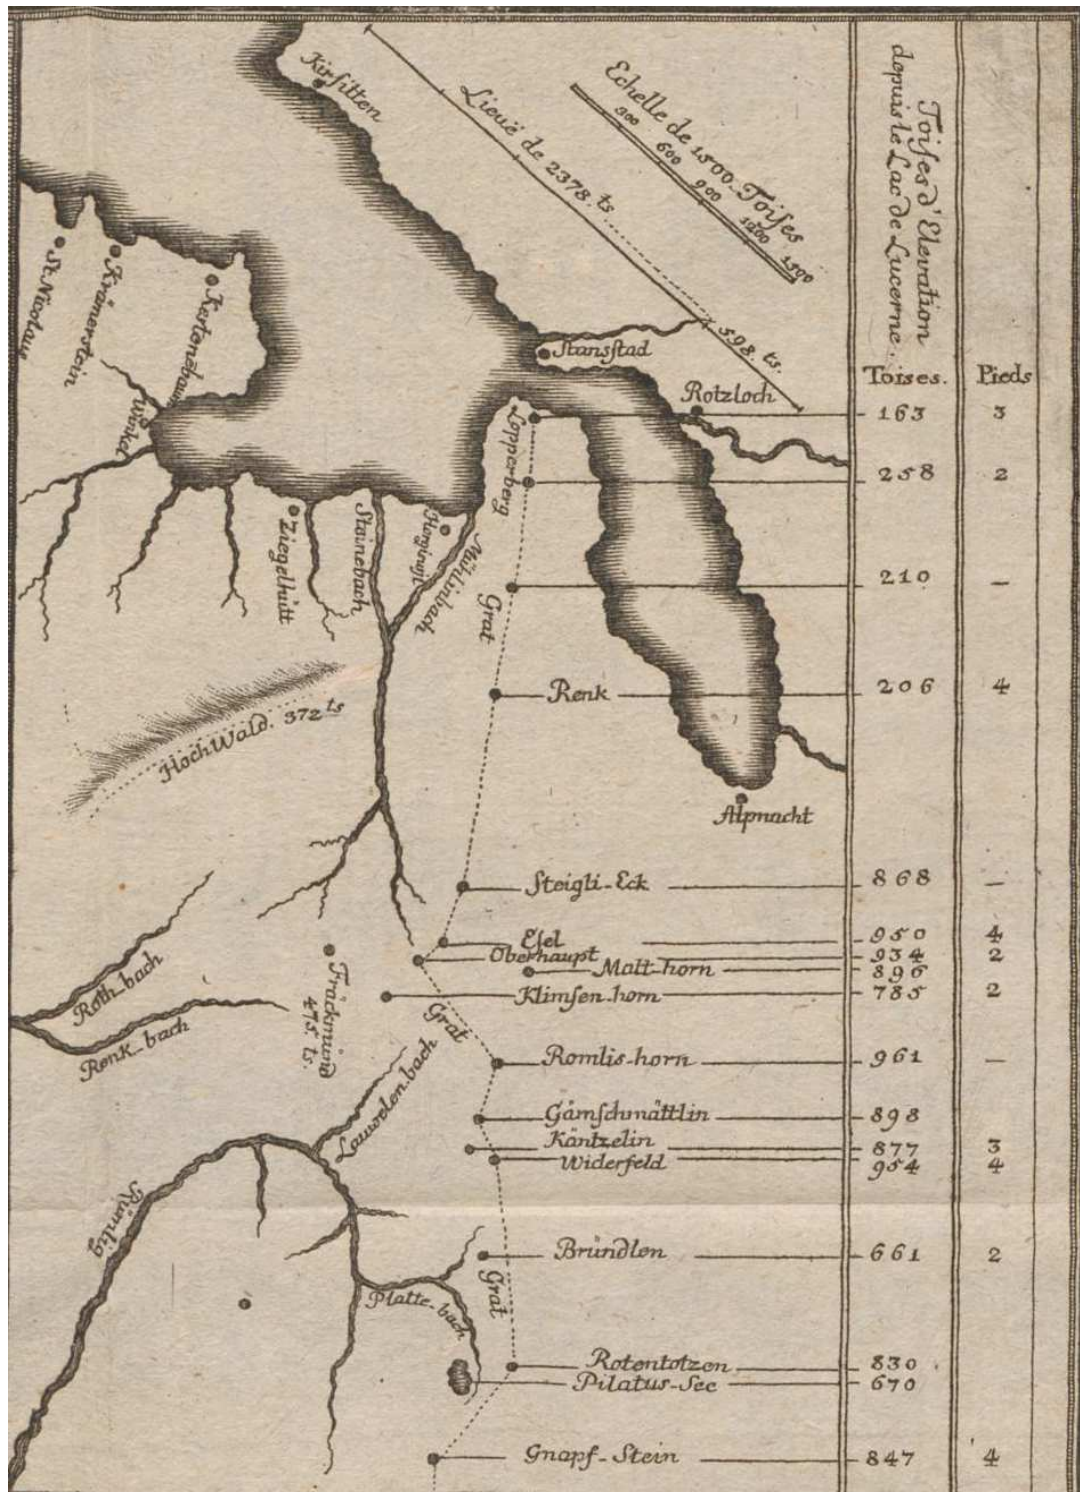 Kirsitten
Lieuë de 2378. ts
Echelle de 1500 Toises
300 600 900 1200 1500
598. ts.
Toises d'Elevation
depuis le Lac de Lucerne.
Toises. Pieds
St. Nicolaus
Krämerstein
Winkel
Stansstad
Rotzloch
163 3
Lopperberg
258 2
Ziegelhütt
Steinebach
Mühlinbach
210 –
Grat
Renk 206 4
Hoch Wald. 372 ts
Alpnacht
Steigli-Eck 868 –
Esel 950 4
Oberhaupt 934 2
Matt-horn 896
Klimsen-horn 785 2
Roth-bach
Renk-bach
Fräckmünd
475 ts.
Grat
Romlis-horn 961 –
Lauwelen-bach
Gämschmättlin 898
Käntzelin 877 3
Widerfeld 954 4
Rümlig
Bründlen 661 2
Grat
Platte-bach
Rotentotzen 830
Pilatus-See 670
Gnapf-Stein 847 4